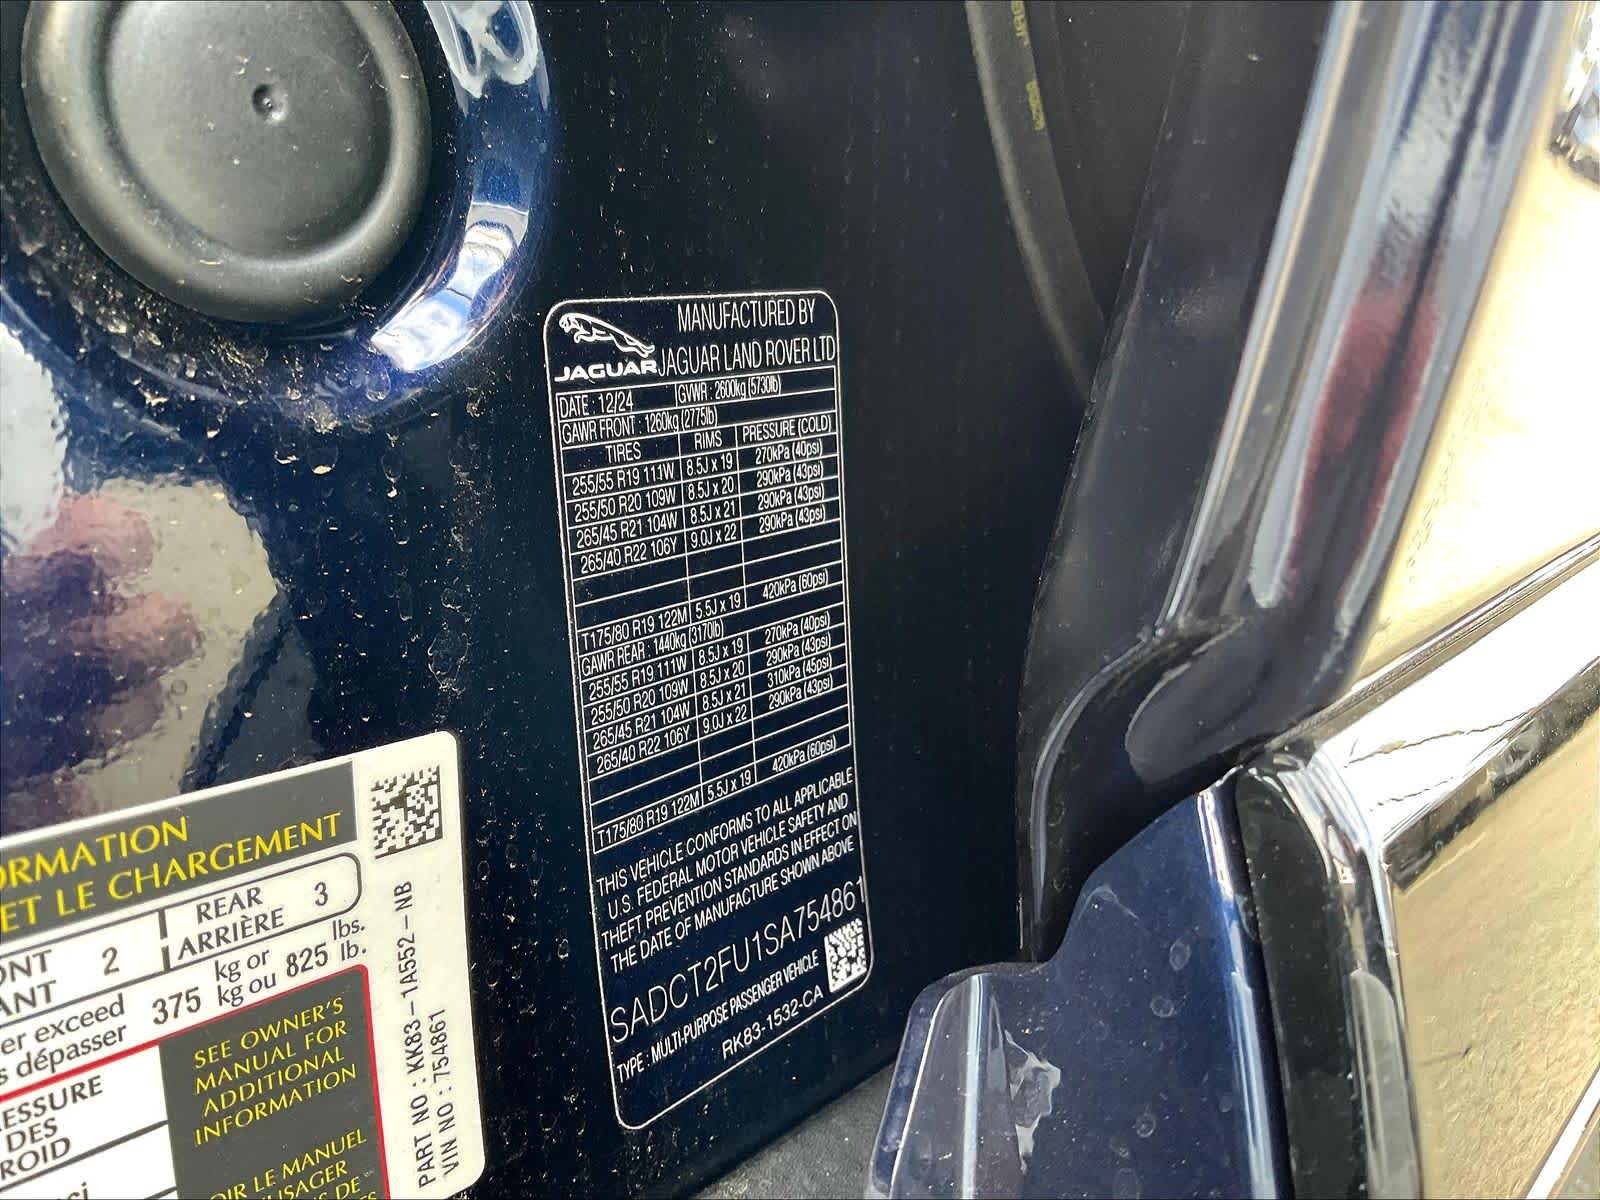 MANUFACTURED BY
JAGUAR JAGUAR LAND ROVER LTD
DATE : 12/24 GVWR : 2600kg (5730lb)
GAWR FRONT : 1260kg (2775lb)
TIRES RIMS PRESSURE (COLD)
255/55 R19 111W 8.5J x 19 270kPa (40psi)
255/50 R20 109W 8.5J x 20 290kPa (43psi)
265/45 R21 104W 8.5J x 21 290kPa (43psi)
265/40 R22 106Y 9.0J x 22 290kPa (43psi)
T175/80 R19 122M 5.5J x 19 420kPa (60psi)
GAWR REAR : 1440kg (3170lb)
255/55 R19 111W 8.5J x 19 270kPa (40psi)
255/50 R20 109W 8.5J x 20 290kPa (43psi)
265/45 R21 104W 8.5J x 21 310kPa (45psi)
265/40 R22 106Y 9.0J x 22 290kPa (43psi)
T175/80 R19 122M 5.5J x 19 420kPa (60psi)
THIS VEHICLE CONFORMS TO ALL APPLICABLE
U.S. FEDERAL MOTOR VEHICLE SAFETY AND
THEFT PREVENTION STANDARDS IN EFFECT ON
THE DATE OF MANUFACTURE SHOWN ABOVE
SADCT2FU1SA754861
TYPE : MULTI-PURPOSE PASSENGER VEHICLE
RK83-1532-CA
ORMATION
ET LE CHARGEMENT
ONT 2 REAR 3
ANT ARRIÈRE
er exceed 375 kg or 825 lbs.
s dépasser kg ou lb.
ESSURE
DES
ROID
SEE OWNER'S
MANUAL FOR
ADDITIONAL
INFORMATION
OIR LE MANUEL
USAGER
NS DE
PART NO : KK83-1A552-NB
VIN NO : 754861